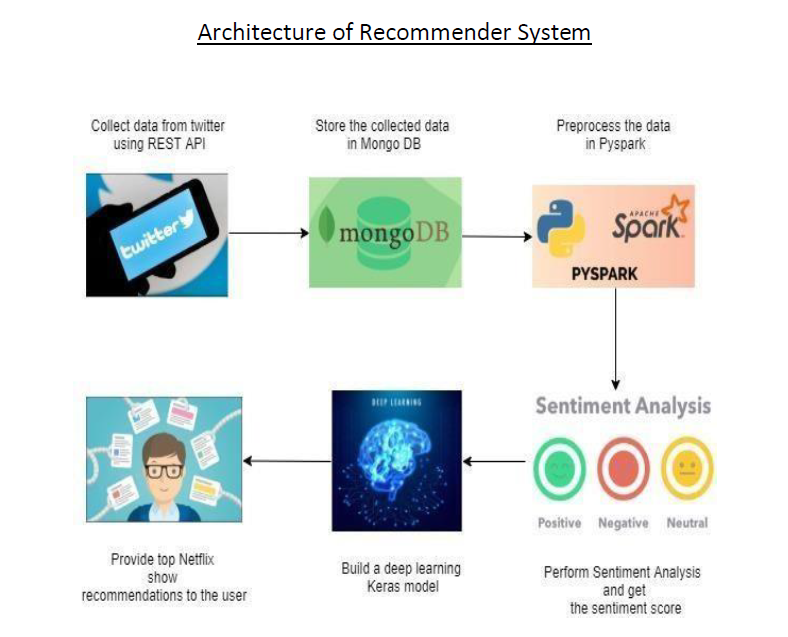 Architecture of Recommender System
Collect data from twitter
using REST API
Store the collected data
in Mongo DB
Preprocess the data
in Pyspark
twitter
mongoDB
APACHE
Spark
PYSPARK
DEEP LEARNING
Sentiment Analysis
Positive Negative Neutral
Provide top Netflix
show
recommendations to the user
Build a deep learning
Keras model
Perform Sentiment Analysis
and get
the sentiment score